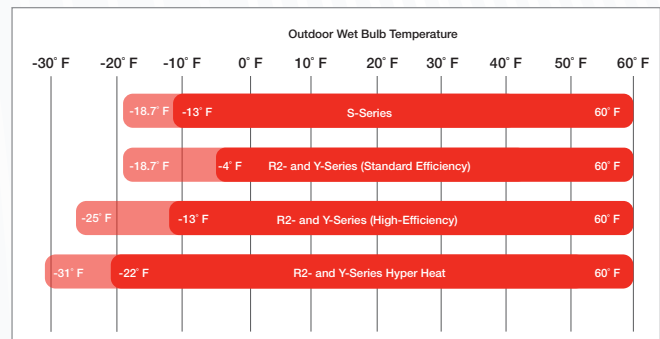 Outdoor Wet Bulb Temperature
-30˚ F -20˚ F -10˚ F 0˚ F 10˚ F 20˚ F 30˚ F 40˚ F 50˚ F 60˚ F
-18.7˚ F -13˚ F S-Series 60˚ F
-18.7˚ F -4˚ F R2- and Y-Series (Standard Efficiency) 60˚ F
-25˚ F -13˚ F R2- and Y-Series (High-Efficiency) 60˚ F
-31˚ F -22˚ F R2- and Y-Series Hyper Heat 60˚ F